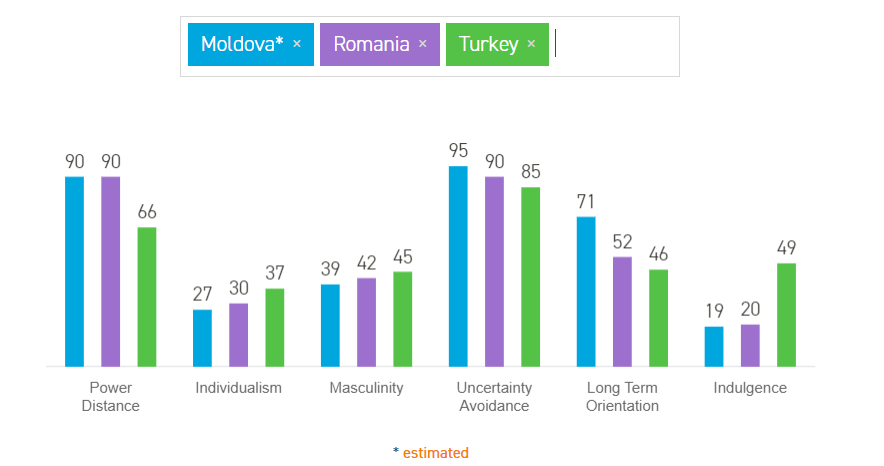 Moldova* × Romania × Turkey ×
90 90 66 27 30 37 39 42 45 95 90 85 71 52 46 19 20 49
Power Distance
Individualism
Masculinity
Uncertainty Avoidance
Long Term Orientation
Indulgence
* estimated